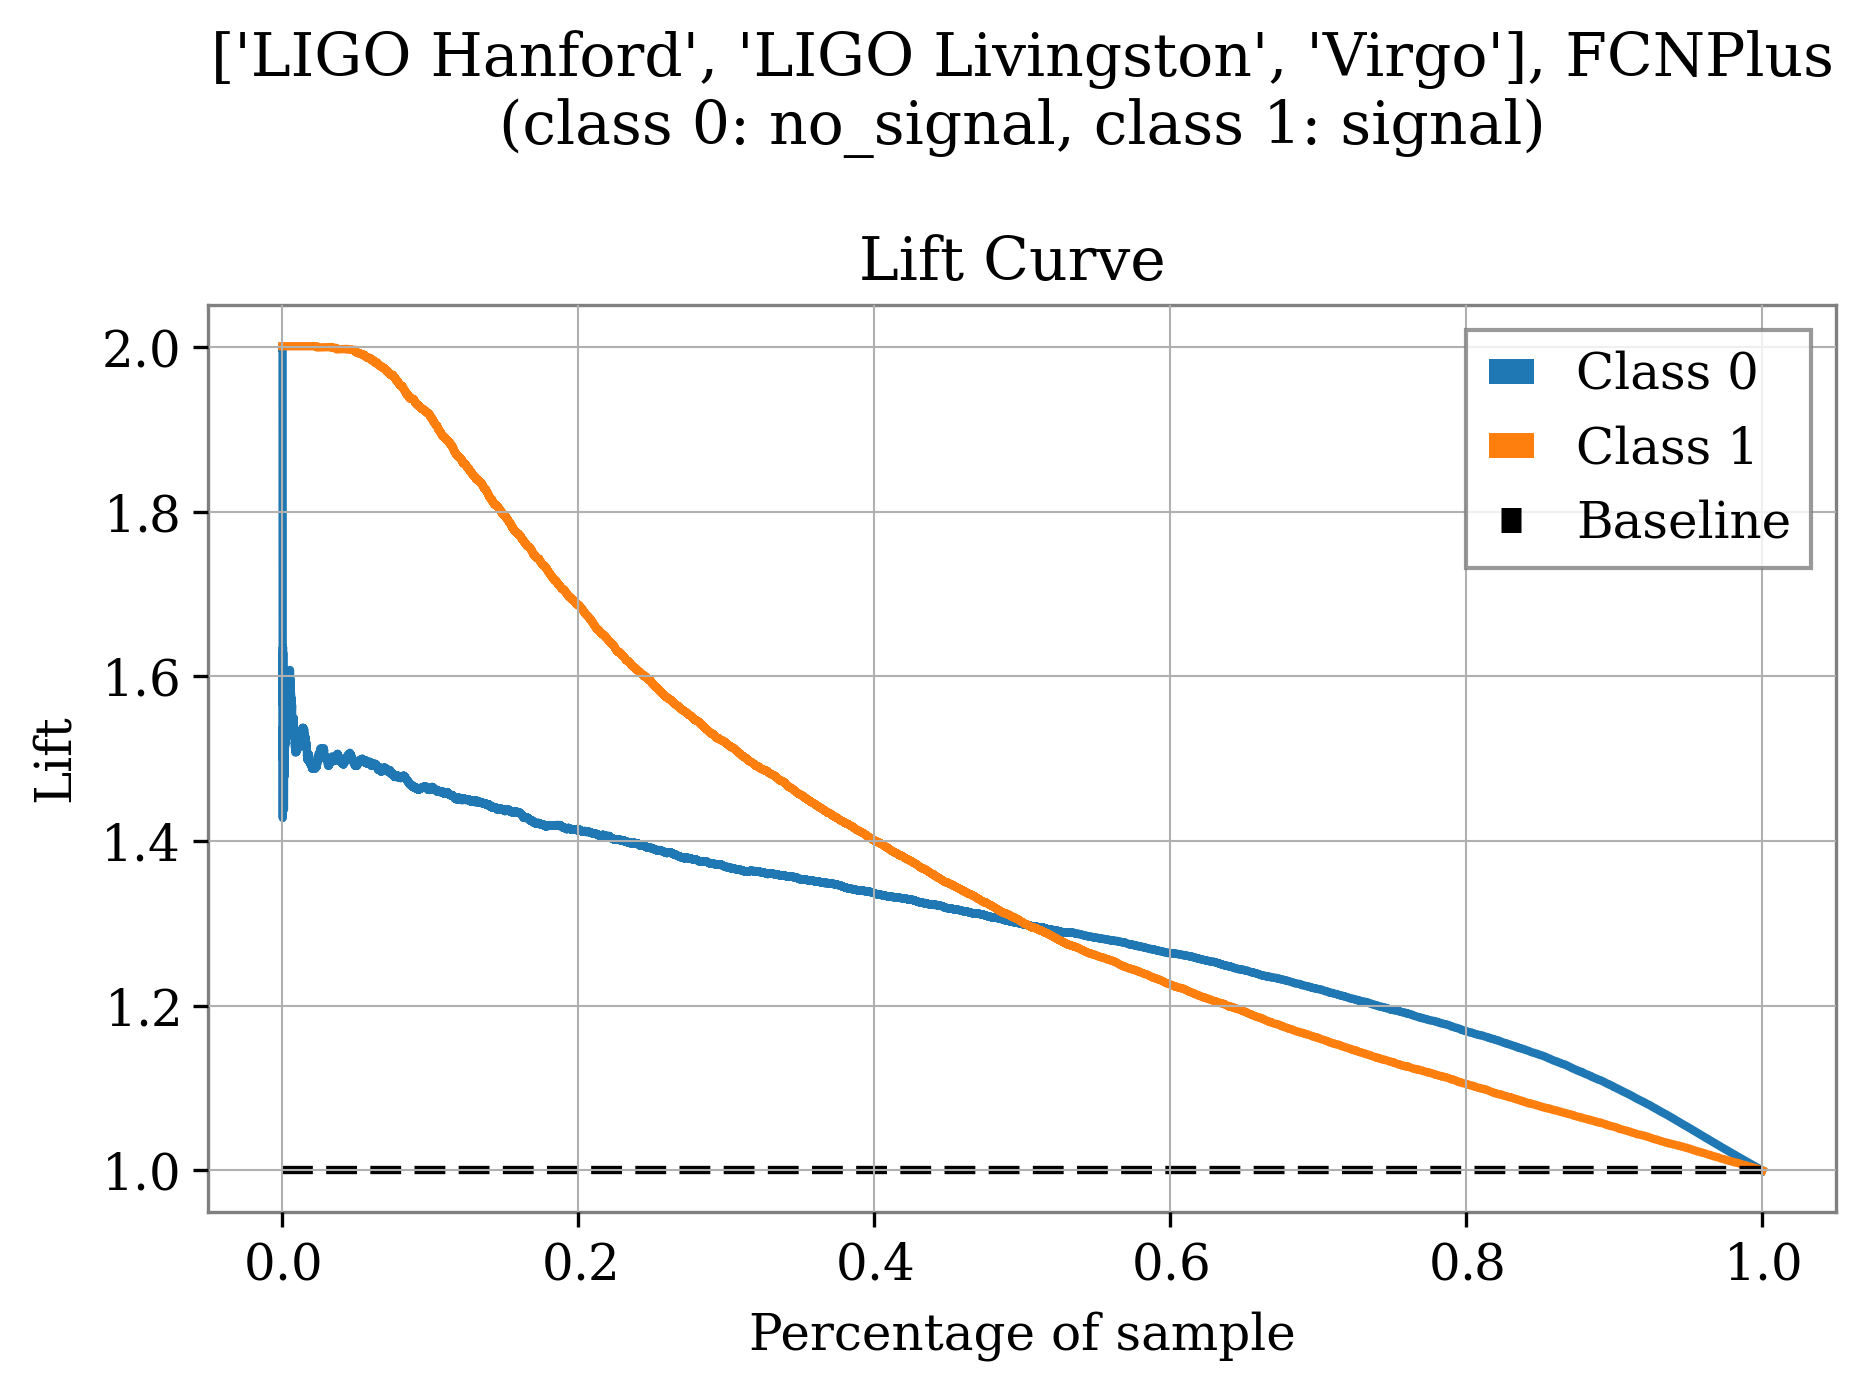 ['LIGO Hanford', 'LIGO Livingston', 'Virgo'], FCNPlus
(class 0: no_signal, class 1: signal)
Lift Curve
2.0
1.8
1.6
1.4
1.2
1.0
Lift
Class 0
Class 1
Baseline
0.0 0.2 0.4 0.6 0.8 1.0
Percentage of sample